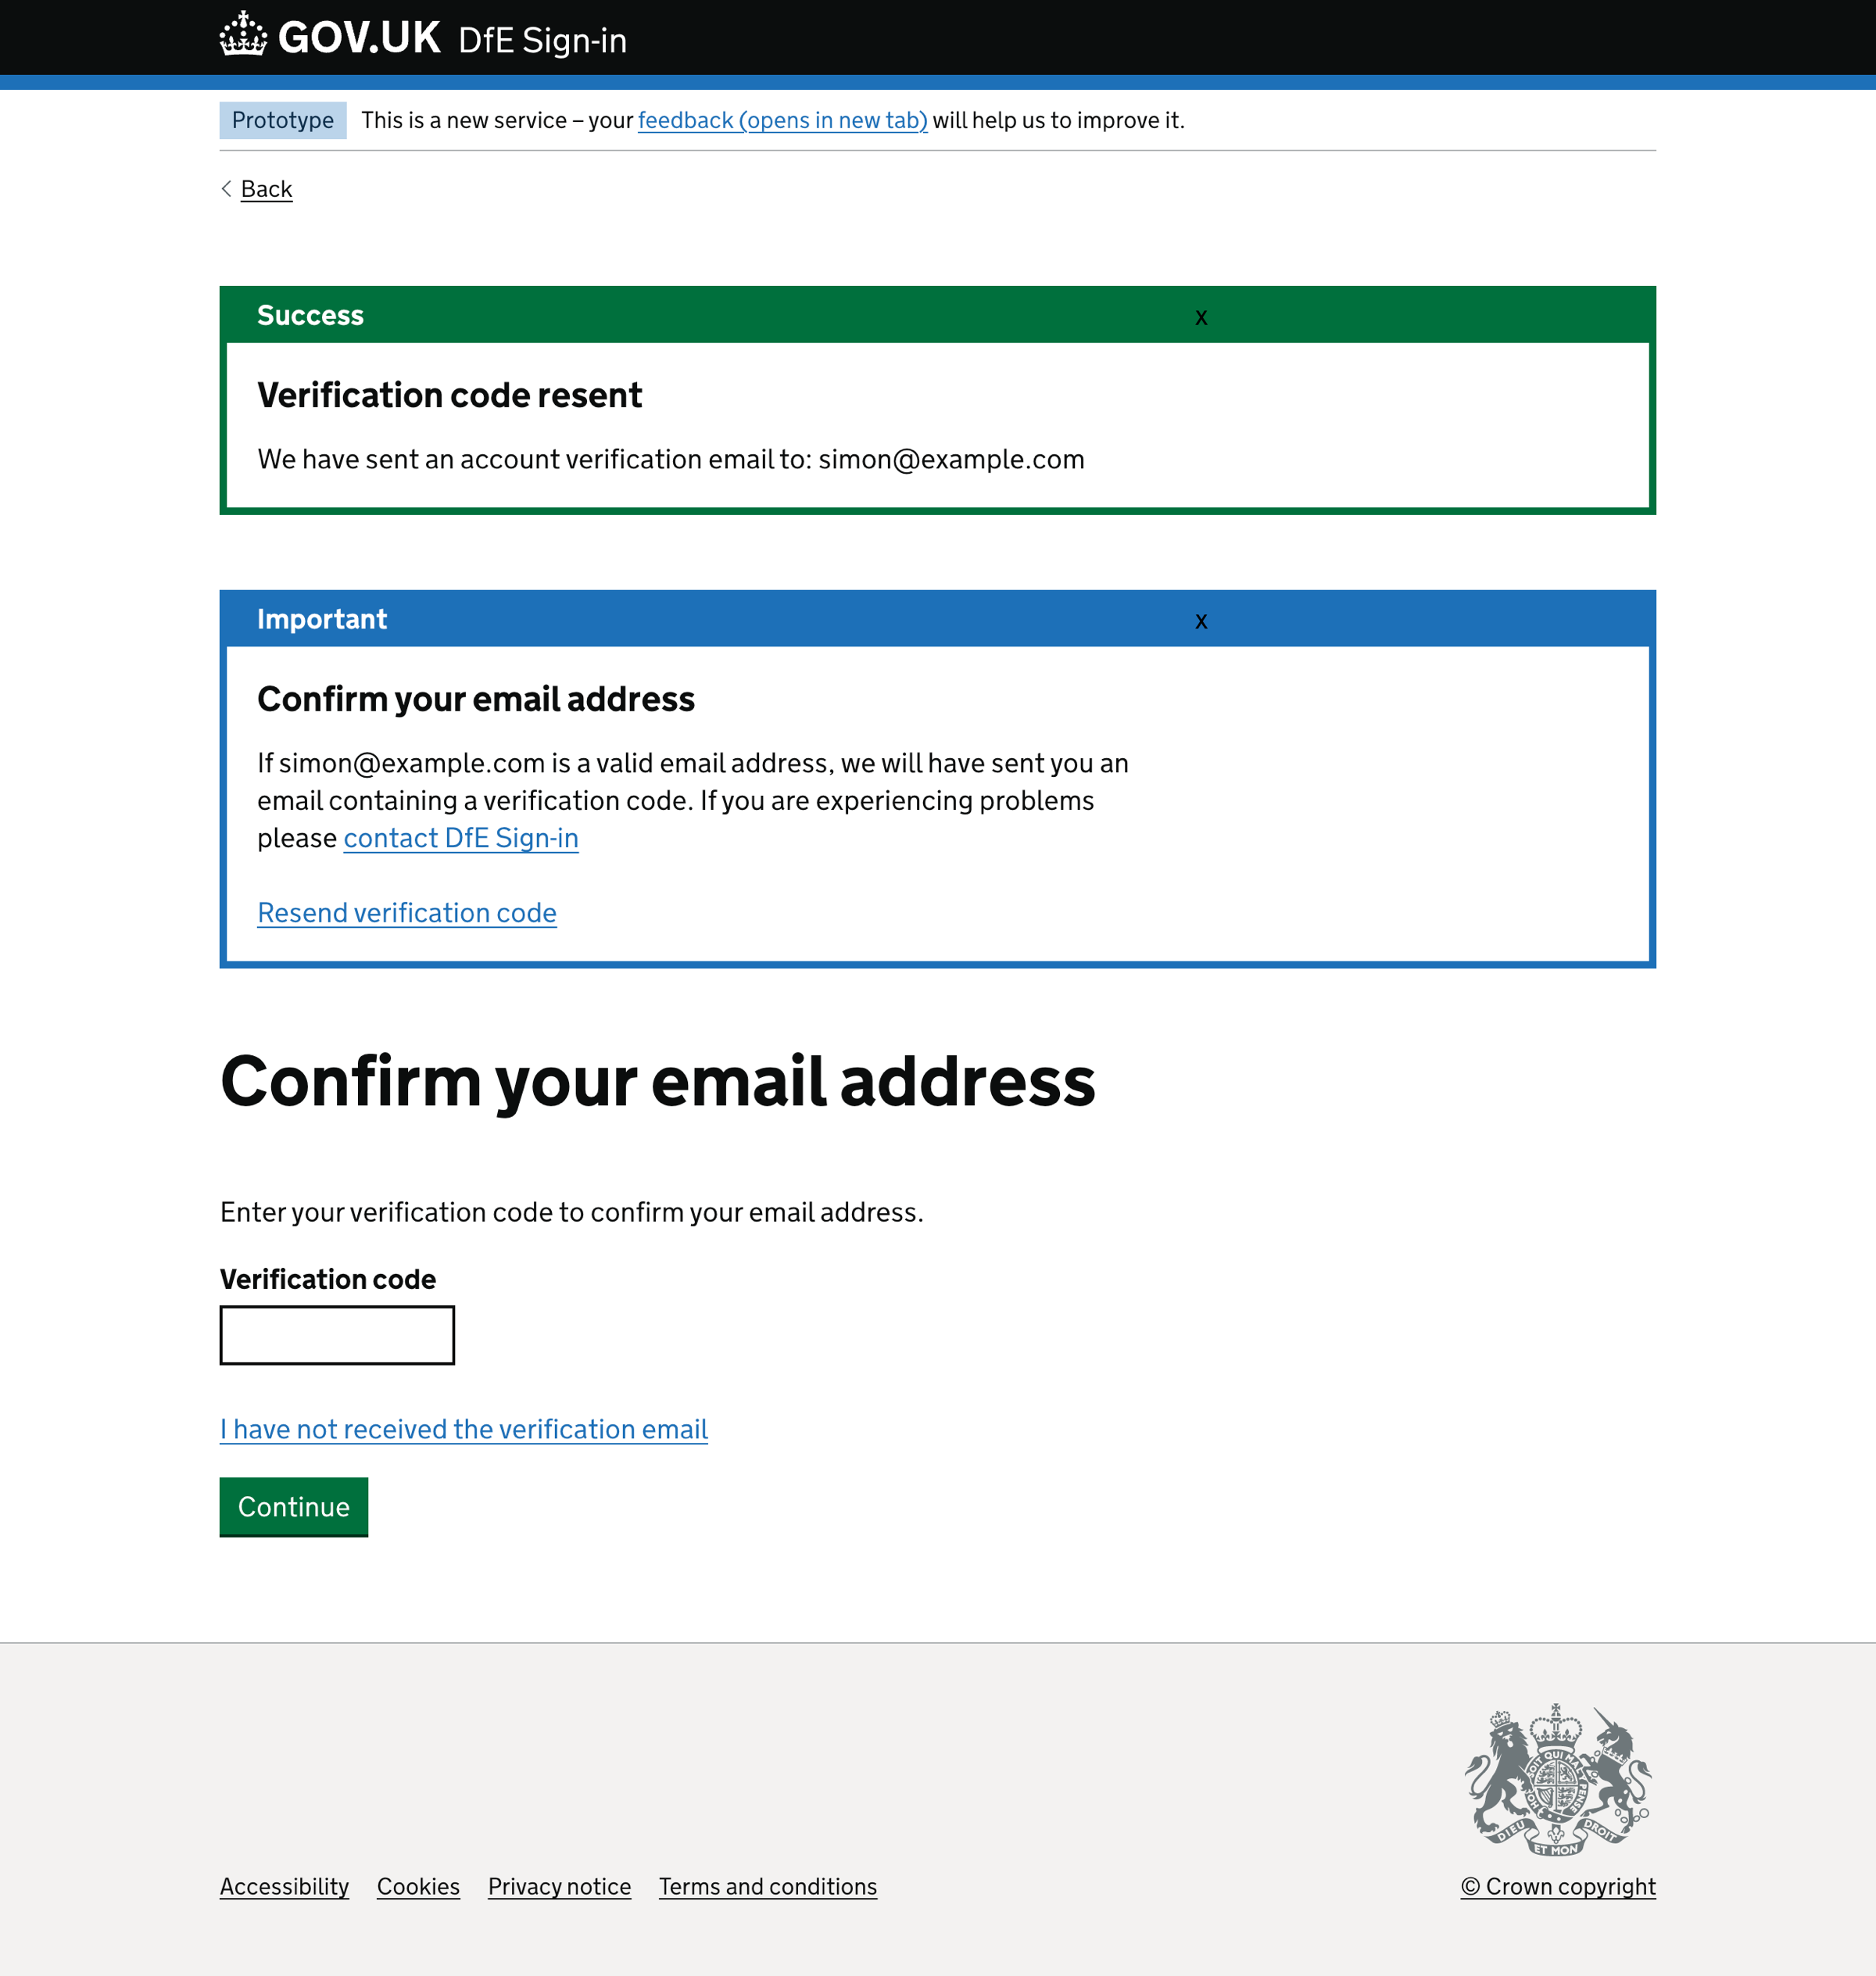 GOV.UK DfE Sign-in
Prototype This is a new service – your feedback (opens in new tab) will help us to improve it.
Back
Success x
Verification code resent
We have sent an account verification email to: simon@example.com
Important x
Confirm your email address
If simon@example.com is a valid email address, we will have sent you an
email containing a verification code. If you are experiencing problems
please contact DfE Sign-in
Resend verification code
Confirm your email address
Enter your verification code to confirm your email address.
Verification code
I have not received the verification email
Continue
DIEU ET MON DROIT
Accessibility Cookies Privacy notice Terms and conditions © Crown copyright